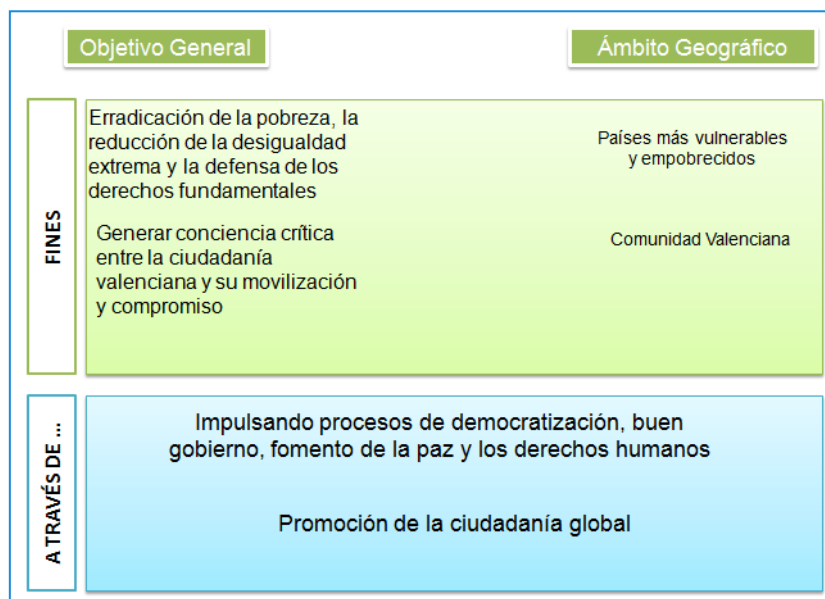 Objetivo General
Ámbito Geográfico
FINES
Erradicación de la pobreza, la
reducción de la desigualdad
extrema y la defensa de los
derechos fundamentales
Países más vulnerables
y empobrecidos
Generar conciencia crítica
entre la ciudadanía
valenciana y su movilización
y compromiso
Comunidad Valenciana
A TRAVÉS DE ...
Impulsando procesos de democratización, buen
gobierno, fomento de la paz y los derechos humanos
Promoción de la ciudadanía global